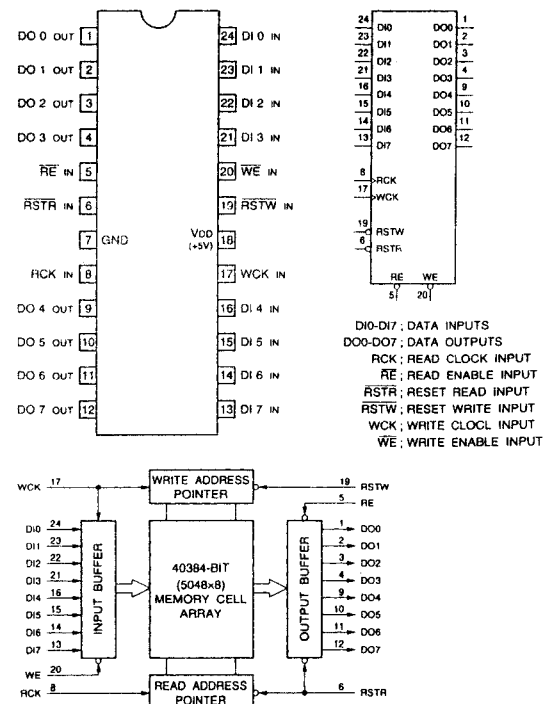 DO 0 OUT 1 24 DI 0 IN
DO 1 OUT 2 23 DI 1 IN
DO 2 OUT 3 22 DI 2 IN
DO 3 OUT 4 21 DI 3 IN
RE IN 5 20 WE IN
RSTR IN 6 19 RSTW IN
7 GND VDD (+5V) 18
RCK IN 8 17 WCK IN
DO 4 OUT 9 16 DI 4 IN
DO 5 OUT 10 15 DI 5 IN
DO 6 OUT 11 14 DI 6 IN
DO 7 OUT 12 13 DI 7 IN
24 DI0 DO0 1
23 DI1 DO1 2
22 DI2 DO2 3
21 DI3 DO3 4
16 DI4 DO4 9
15 DI5 DO5 10
14 DI6 DO6 11
13 DI7 DO7 12
8 RCK
17 WCK
19 RSTW
6 RSTR
RE WE
5 20
DI0-DI7 ; DATA INPUTS
DO0-DO7 ; DATA OUTPUTS
RCK ; READ CLOCK INPUT
RE ; READ ENABLE INPUT
RSTR ; RESET READ INPUT
RSTW ; RESET WRITE INPUT
WCK ; WRITE CLOCL INPUT
WE ; WRITE ENABLE INPUT
WCK 17
WRITE ADDRESS
POINTER
19 RSTW
5 RE
DI0 24
DI1 23
DI2 22
DI3 21
DI4 16
DI5 15
DI6 14
DI7 13
INPUT BUFFER
40384-BIT
(5048x8)
MEMORY CELL
ARRAY
OUTPUT BUFFER
1 DO0
2 DO1
3 DO2
4 DO3
9 DO4
10 DO5
11 DO6
12 DO7
WE 20
RCK 8
READ ADDRESS
POINTER
6 RSTR